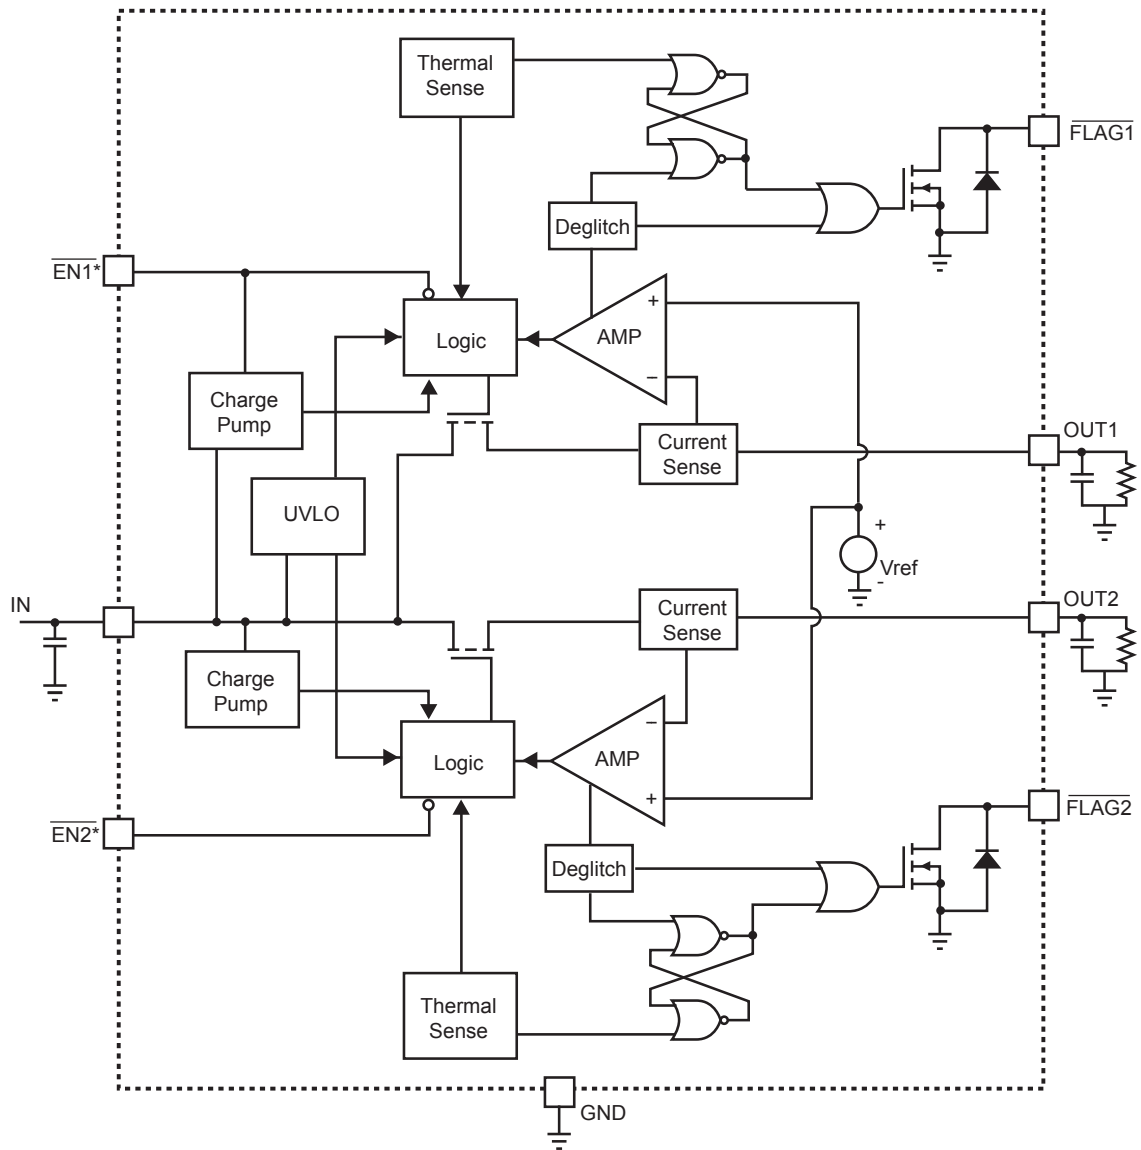 Thermal
Sense
FLAG1
Deglitch
EN1*
+
AMP
Logic
−
Charge
Pump
OUT1
Current
Sense
UVLO
+
Vref
-
IN
OUT2
Current
Sense
Charge
Pump
−
AMP
Logic
+
FLAG2
EN2*
Deglitch
Thermal
Sense
GND